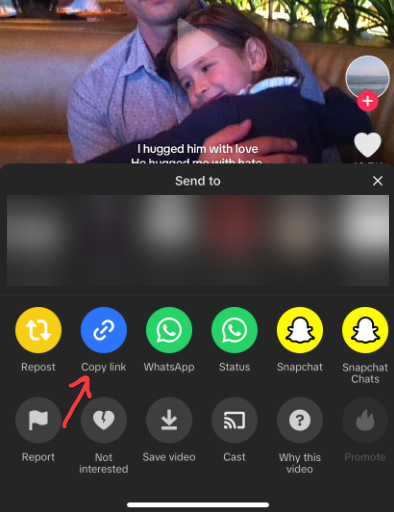 I hugged him with love
He hugged me with hate
Send to
Repost
Copy link
WhatsApp
Status
Snapchat
Snapchat
Chats
Report
Not
interested
Save video
Cast
Why this
video
Promote